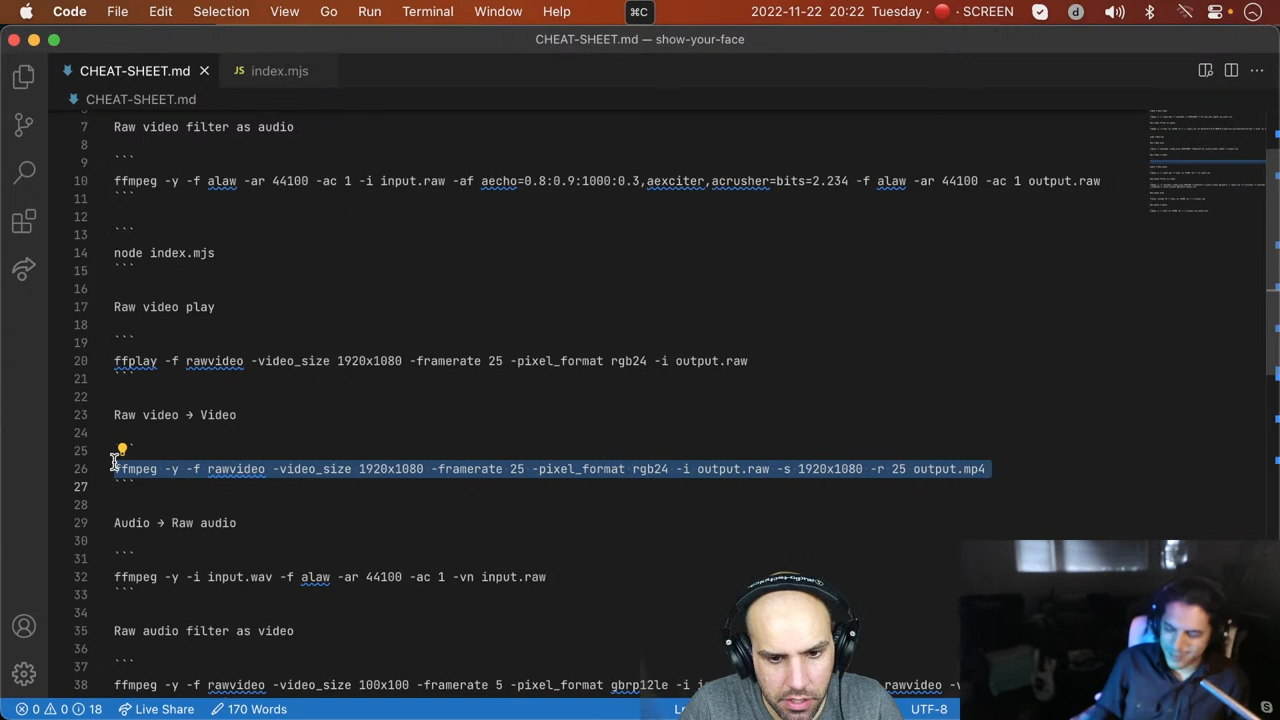 Code File Edit Selection View Go Run Terminal Window Help ⌘C 2022-11-22 20:22 Tuesday SCREEN d
CHEAT-SHEET.md — show-your-face
CHEAT-SHEET.md JS index.mjs
CHEAT-SHEET.md
7 Raw video filter as audio
8
9 ```
10 ffmpeg -y -f alaw -ar 44100 -ac 1 -i input.raw -af aecho=0.8:0.9:1000:0.3,aexciter,acrusher=bits=2.234 -f alaw -ar 44100 -ac 1 output.raw
11 ```
12
13 ```
14 node index.mjs
15 ```
16
17 Raw video play
18
19 ```
20 ffplay -f rawvideo -video_size 1920x1080 -framerate 25 -pixel_format rgb24 -i output.raw
21 ```
22
23 Raw video → Video
24
25 ```
26 ffmpeg -y -f rawvideo -video_size 1920x1080 -framerate 25 -pixel_format rgb24 -i output.raw -s 1920x1080 -r 25 output.mp4
27 ```
28
29 Audio → Raw audio
30
31 ```
32 ffmpeg -y -i input.wav -f alaw -ar 44100 -ac 1 -vn input.raw
33 ```
34
35 Raw audio filter as video
36
37 ```
38 ffmpeg -y -f rawvideo -video_size 100x100 -framerate 5 -pixel_format gbrp12le -i rawvideo
0 0 18 Live Share 170 Words UTF-8